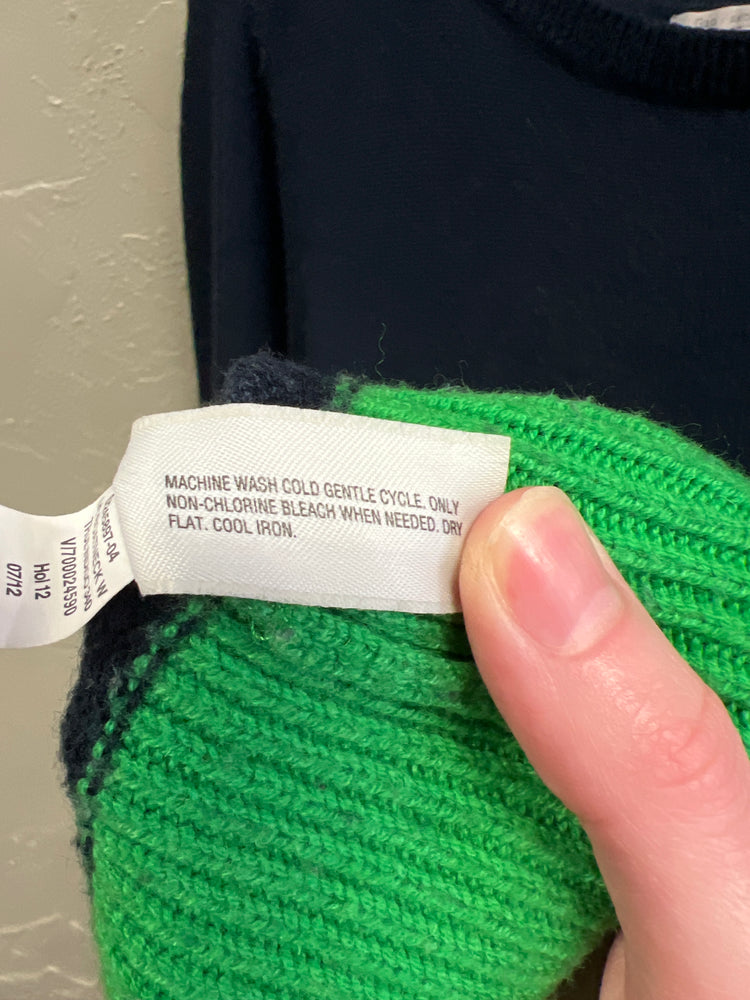 MACHINE WASH COLD GENTLE CYCLE. ONLY
NON-CHLORINE BLEACH WHEN NEEDED. DRY
FLAT. COOL IRON.
VI700024590
Hol 12
07/12